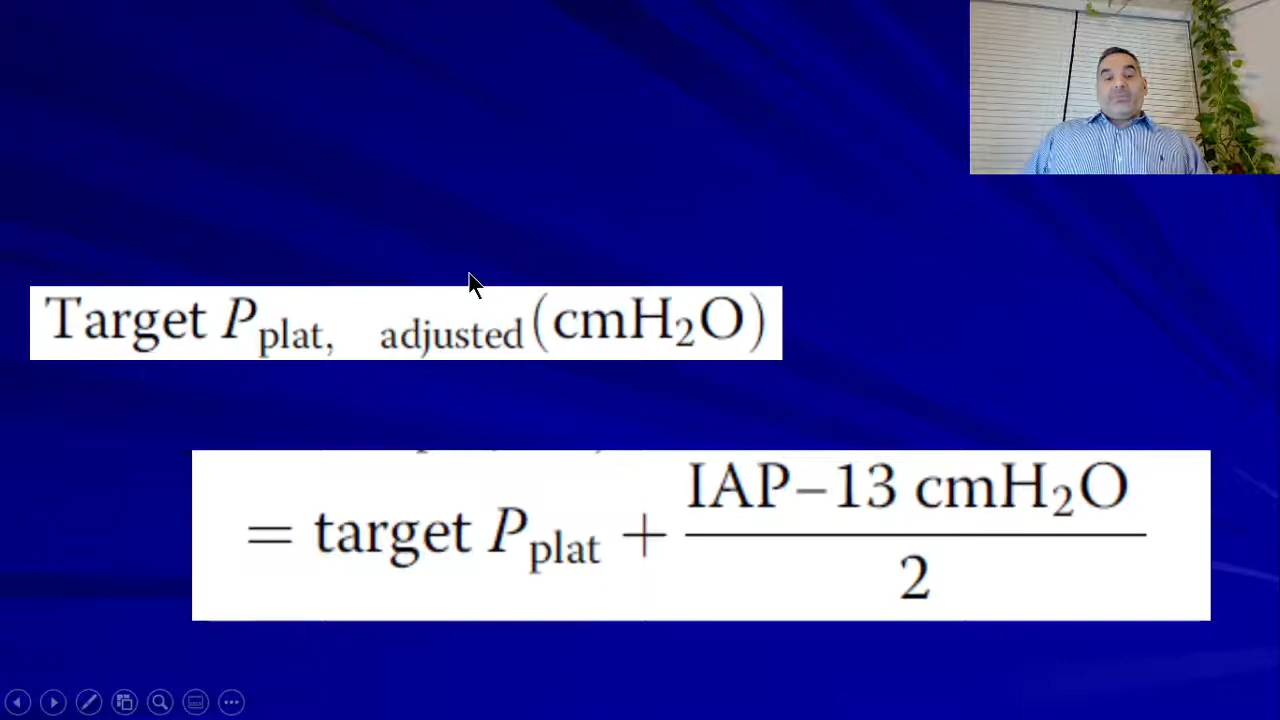 Target P plat, adjusted (cmH₂O)
= target P plat + IAP–13 cmH₂O
2